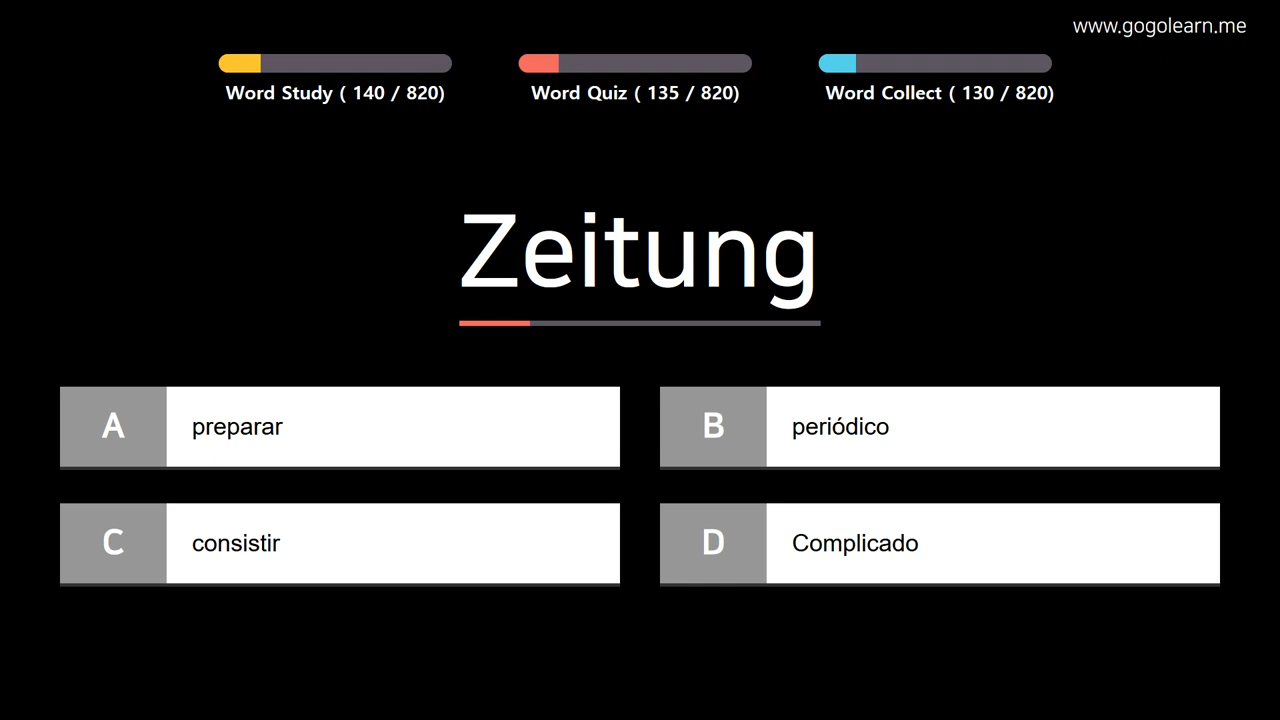 www.gogolearn.me
Word Study ( 140 / 820)
Word Quiz ( 135 / 820)
Word Collect ( 130 / 820)
Zeitung
A preparar
B periódico
C consistir
D Complicado